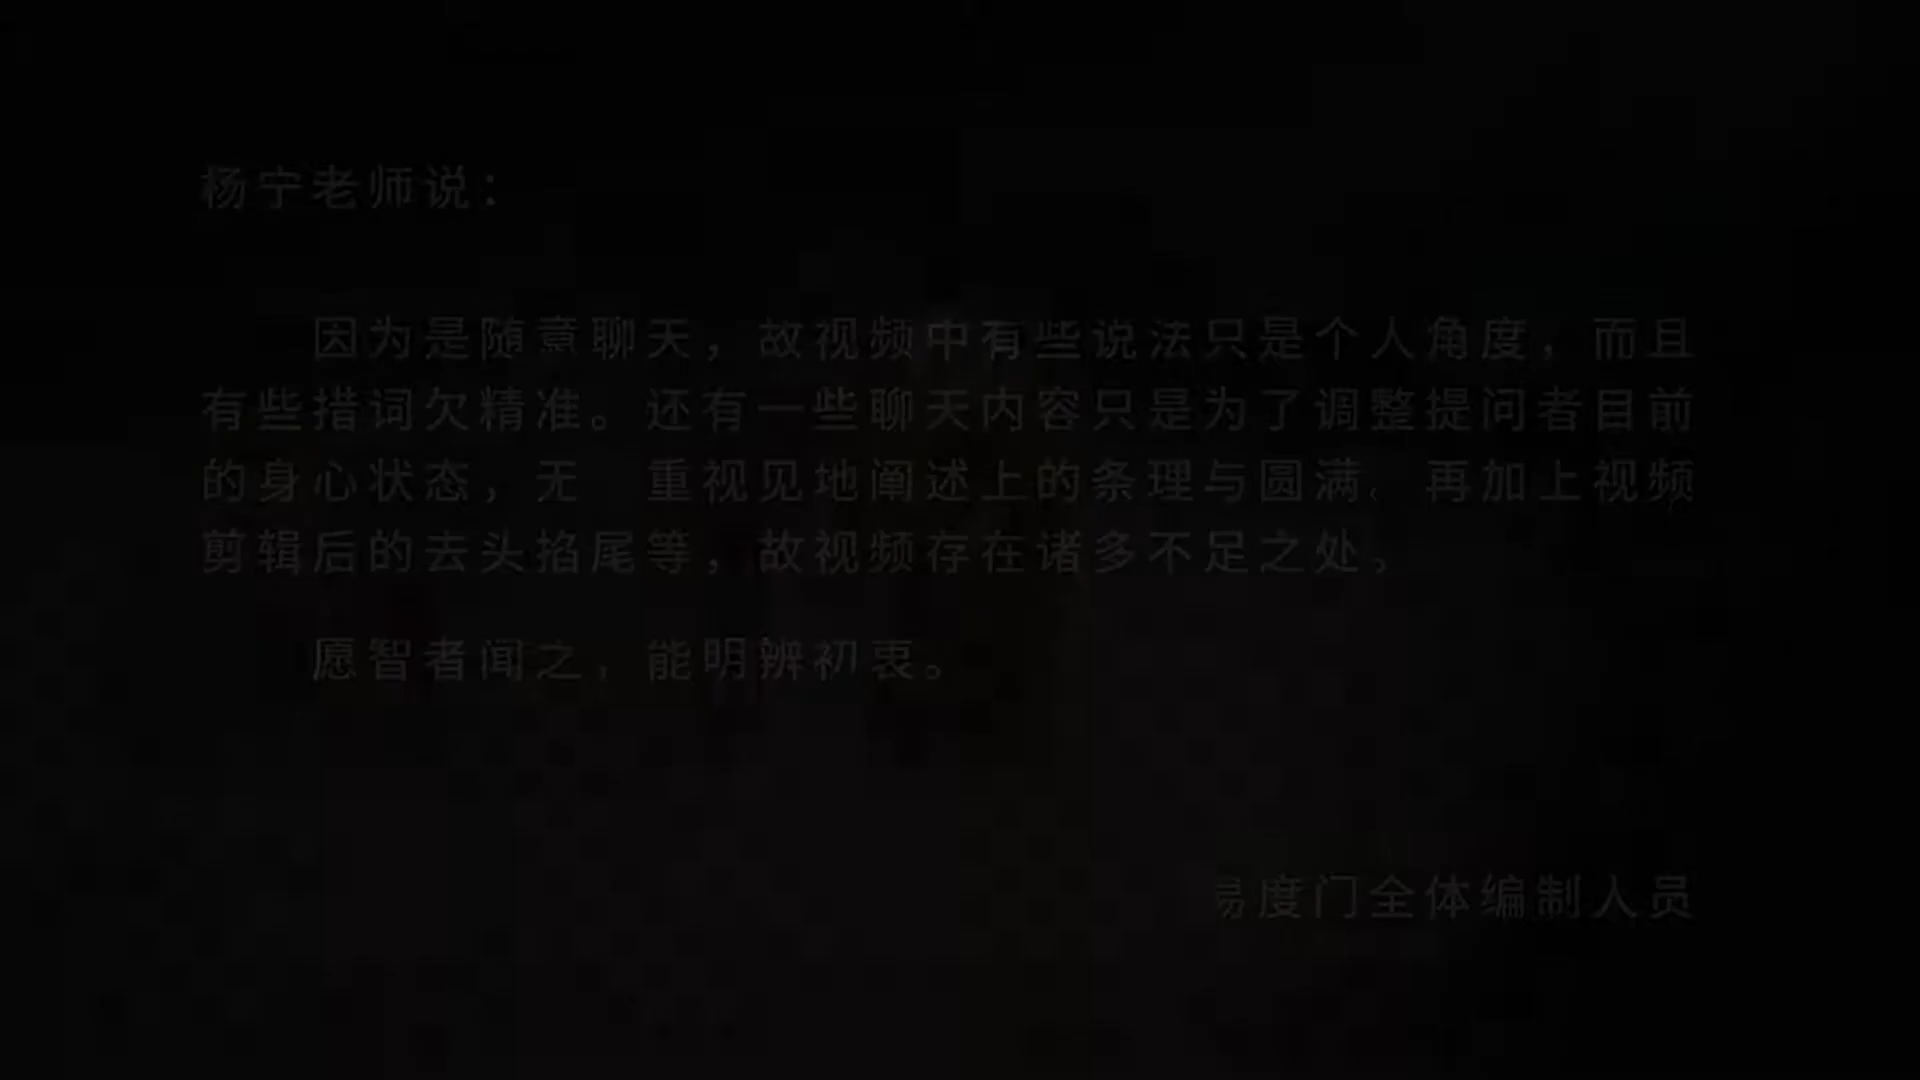 杨宁老师说：
因为是随意聊天，故视频中有些说法只是个人角度，而且
有些措词欠精准。还有一些聊天内容只是为了调整提问者目前
的身心状态，无 重视见地阐述上的条理与圆满。再加上视频
剪辑后的去头掐尾等，故视频存在诸多不足之处。
愿智者闻之，能明辨初衷。
易度门全体编制人员